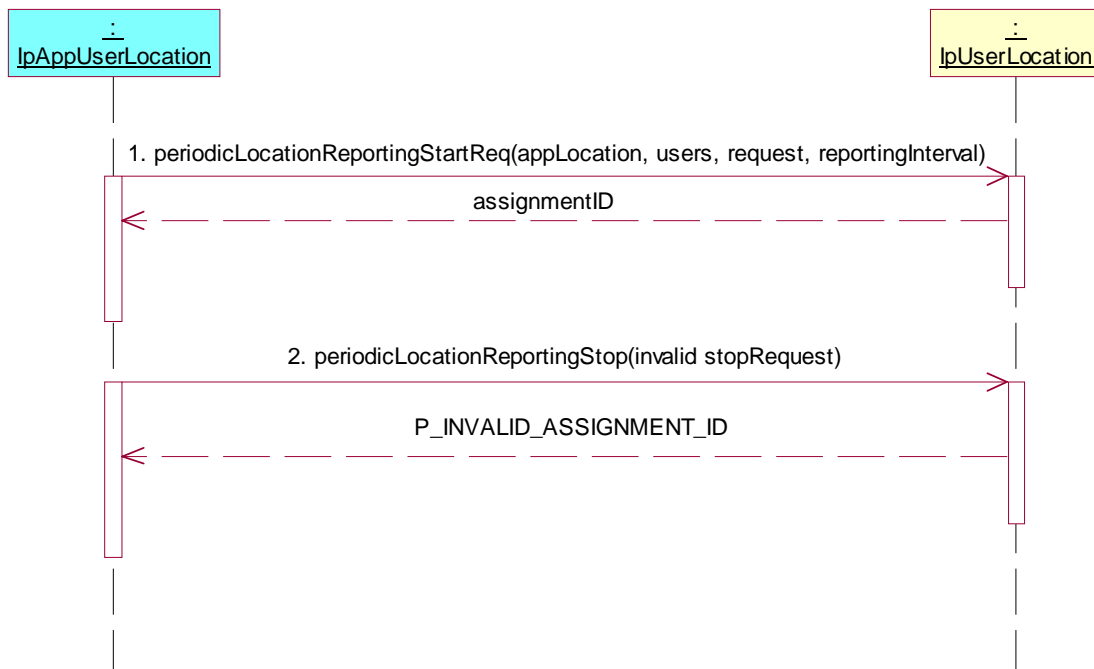 :
IpAppUserLocation
:
IpUserLocation
1. periodicLocationReportingStartReq(appLocation, users, request, reportingInterval)
assignmentID
2. periodicLocationReportingStop(invalid stopRequest)
P_INVALID_ASSIGNMENT_ID